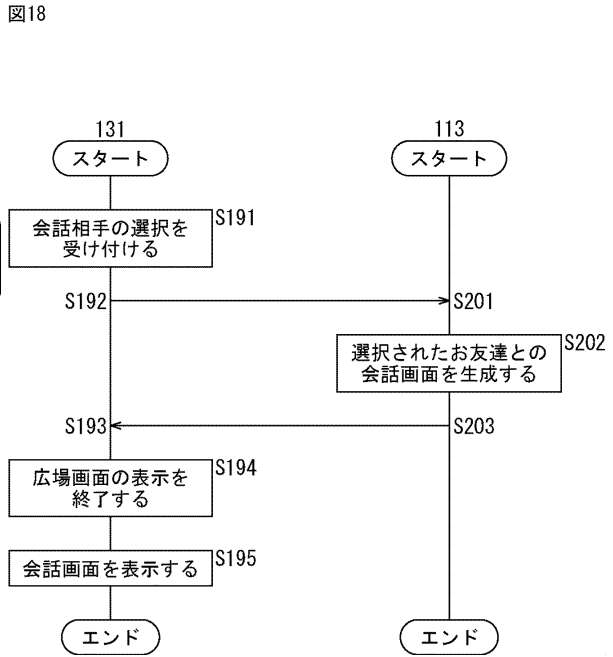 図18
131
113
スタート
スタート
会話相手の選択を
受け付ける
S191
S192
S201
選択されたお友達との
会話画面を生成する
S202
S193
S203
広場画面の表示を
終了する
S194
会話画面を表示する
S195
エンド
エンド